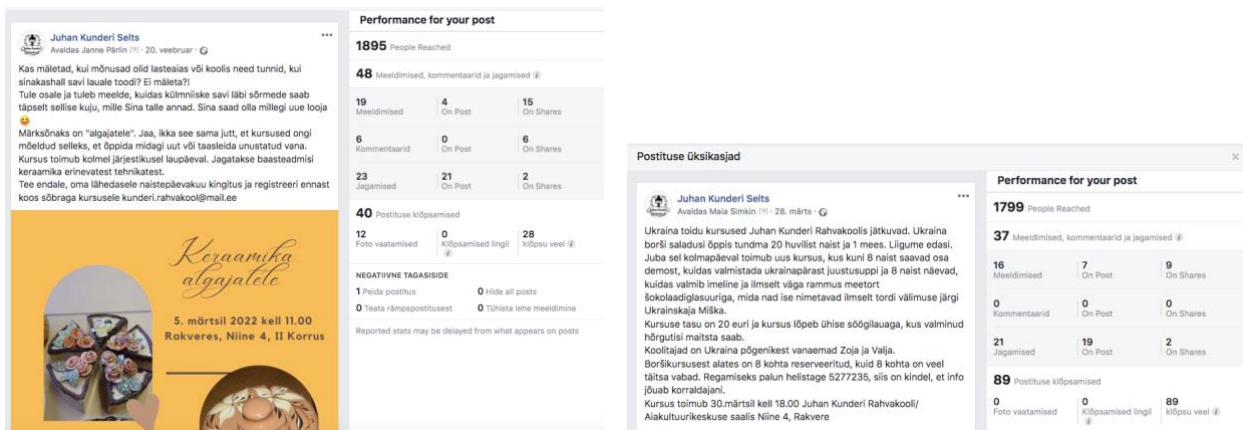 Juhan Kunderi Selts
Avaldas Janne Pärlin [?] · 20. veebruar ·
Kas mäletad, kui mõnusad olid lasteaias või koolis need tunnid, kui
sinakashall savi lauale toodi? Ei mäleta?!
Tule osale ja tuleb meelde, kuidas külmniiske savi läbi sõrmede saab
täpselt sellise kuju, mille Sina talle annad. Sina saad olla millegi uue looja
😀
Märksõnaks on "algajatele". Jaa, ikka see sama jutt, et kursused ongi
mõeldud selleks, et õppida midagi uut või taasleida unustatud vana.
Kursus toimub kolmel järjestikusel laupäeval. Jagatakse baasteadmisi
keraamika erinevatest tehnikatest.
Tee endale, oma lähedasele naistepäevakuu kingitus ja registreeri ennast
koos sõbraga kursusele kunderi.rahvakool@mail.ee
Keraamika
algajatele
5. märtsil 2022 kell 11.00
Rakveres, Niine 4, II Korrus
Performance for your post
1895 People Reached
48 Meeldimised, kommentaarid ja jagamised
19 4 15
Meeldimised On Post On Shares
6 0 6
Kommentaarid On Post On Shares
23 21 2
Jagamised On Post On Shares
40 Postituse klõpsamised
12 0 28
Foto vaatamised Klõpsamised lingil klõpsu veel
NEGATIIVNE TAGASISIDE
1 Peida postitus 0 Hide all posts
0 Teata rämpspostitusest 0 Tühista lehe meeldimine
Reported stats may be delayed from what appears on posts
Postituse üksikasjad
Juhan Kunderi Selts
Avaldas Maia Simkin [?] · 28. märts ·
Ukraina toidu kursused Juhan Kunderi Rahvakoolis jätkuvad. Ukraina
borši saladusi õppis tundma 20 huvilist naist ja 1 mees. Liigume edasi.
Juba sel kolmapäeval toimub uus kursus, kus kuni 8 naist saavad osa
demost, kuidas valmistada ukrainapärast juustusuppi ja 8 naist näevad,
kuidas valmib imeline ja ilmselt väga rammus meetort
šokolaadiglasuuriga, mida nad ise nimetavad ilmselt tordi välimuse järgi
Ukrainskaja Miška.
Kursuse tasu on 20 euri ja kursus lõpeb ühise söögilauaga, kus valminud
hõrgutisi maitsta saab.
Koolitajad on Ukraina põgenikest vanaemad Zoja ja Valja.
Boršikursusest alates on 8 kohta reserveeritud, kuid 8 kohta on veel
täitsa vabad. Regamiseks palun helistage 5277235, siis on kindel, et info
jõuab korraldajani.
Kursus toimub 30.märtsil kell 18.00 Juhan Kunderi Rahvakooli/
Aiakultuurikeskuse saalis Niine 4, Rakvere
Performance for your post
1799 People Reached
37 Meeldimised, kommentaarid ja jagamised
16 7 9
Meeldimised On Post On Shares
0 0 0
Kommentaarid On Post On Shares
21 19 2
Jagamised On Post On Shares
89 Postituse klõpsamised
0 0 89
Foto vaatamised Klõpsamised lingil klõpsu veel